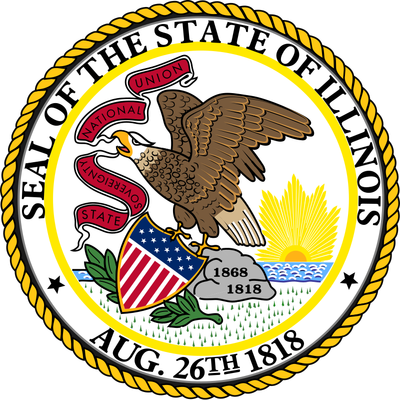 SEAL OF THE STATE OF ILLINOIS
UNION
NATIONAL
SOVEREIGNTY
STATE
1868
1818
AUG. 26TH 1818